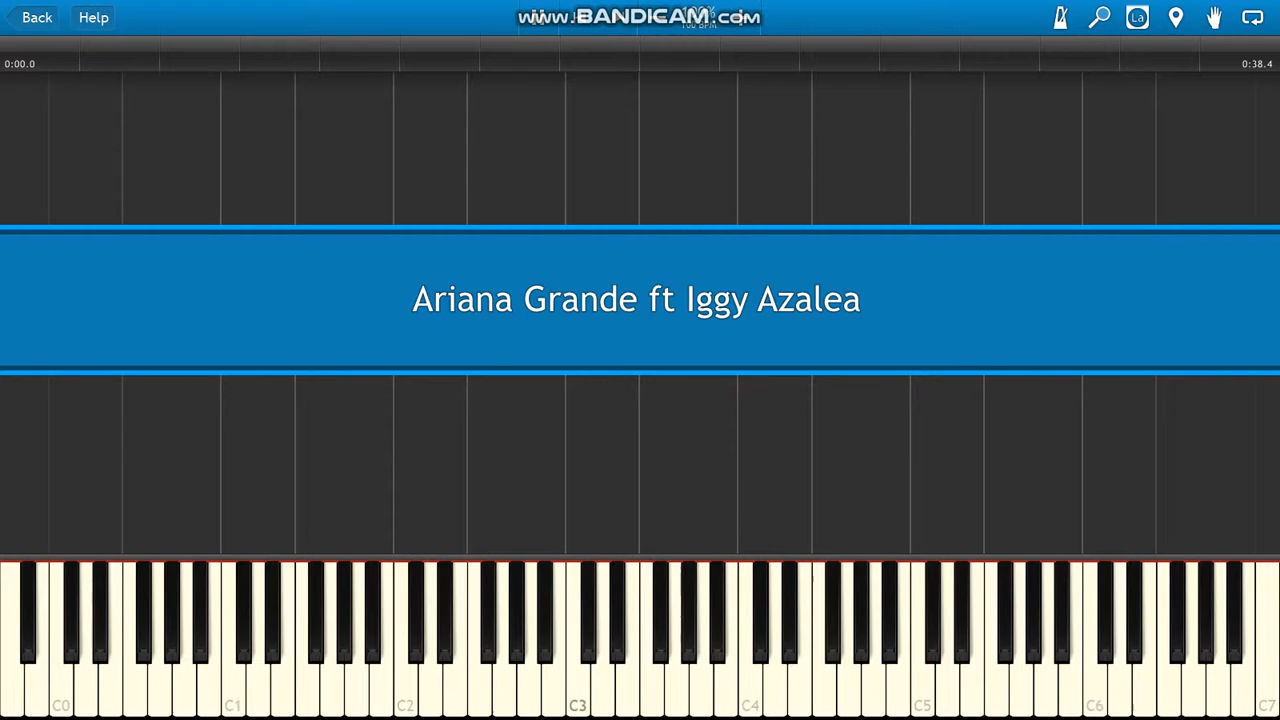 Back Help www.BANDICAM.com La
0:00.0 0:38.4
Ariana Grande ft Iggy Azalea
C0 C1 C2 C3 C4 C5 C6 C7